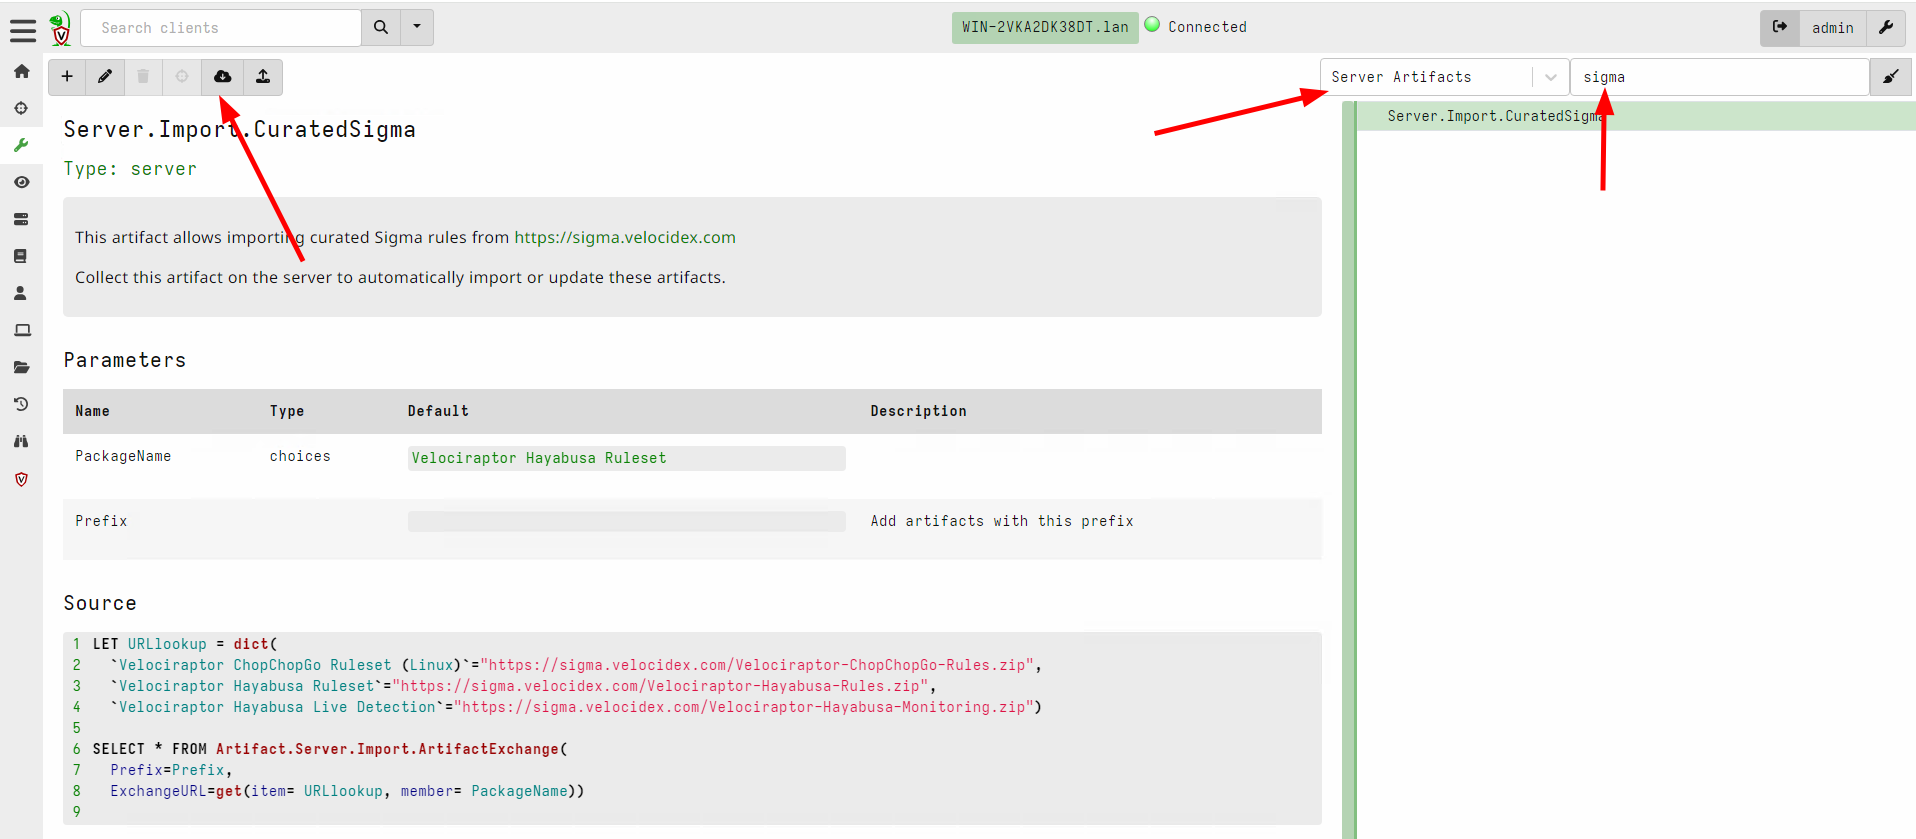 Search clients
WIN-2VKA2DK38DT.lan
Connected
admin
Server Artifacts
sigma
Server.Import.CuratedSigma
Type: server
This artifact allows importing curated Sigma rules from https://sigma.velocidex.com
Collect this artifact on the server to automatically import or update these artifacts.
Parameters
Name Type Default Description
PackageName choices Velociraptor Hayabusa Ruleset
Prefix Add artifacts with this prefix
Source
1 LET URLlookup = dict(
2   `Velociraptor ChopChopGo Ruleset (Linux)`="https://sigma.velocidex.com/Velociraptor-ChopChopGo-Rules.zip",
3   `Velociraptor Hayabusa Ruleset`="https://sigma.velocidex.com/Velociraptor-Hayabusa-Rules.zip",
4   `Velociraptor Hayabusa Live Detection`="https://sigma.velocidex.com/Velociraptor-Hayabusa-Monitoring.zip")
5
6 SELECT * FROM Artifact.Server.Import.ArtifactExchange(
7   Prefix=Prefix,
8   ExchangeURL=get(item= URLlookup, member= PackageName))
9
Server.Import.CuratedSigma